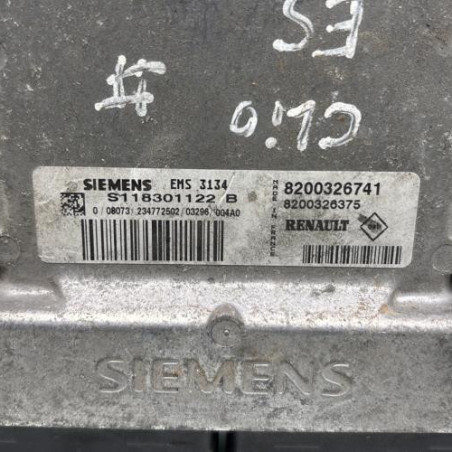 ES
#
CLIO
SIEMENS EMS 3134
S118301122 B
0 / 08073 234772502 03296 004A0
MADE IN FRANCE
8200326741
8200326375
RENAULT
SIEMENS